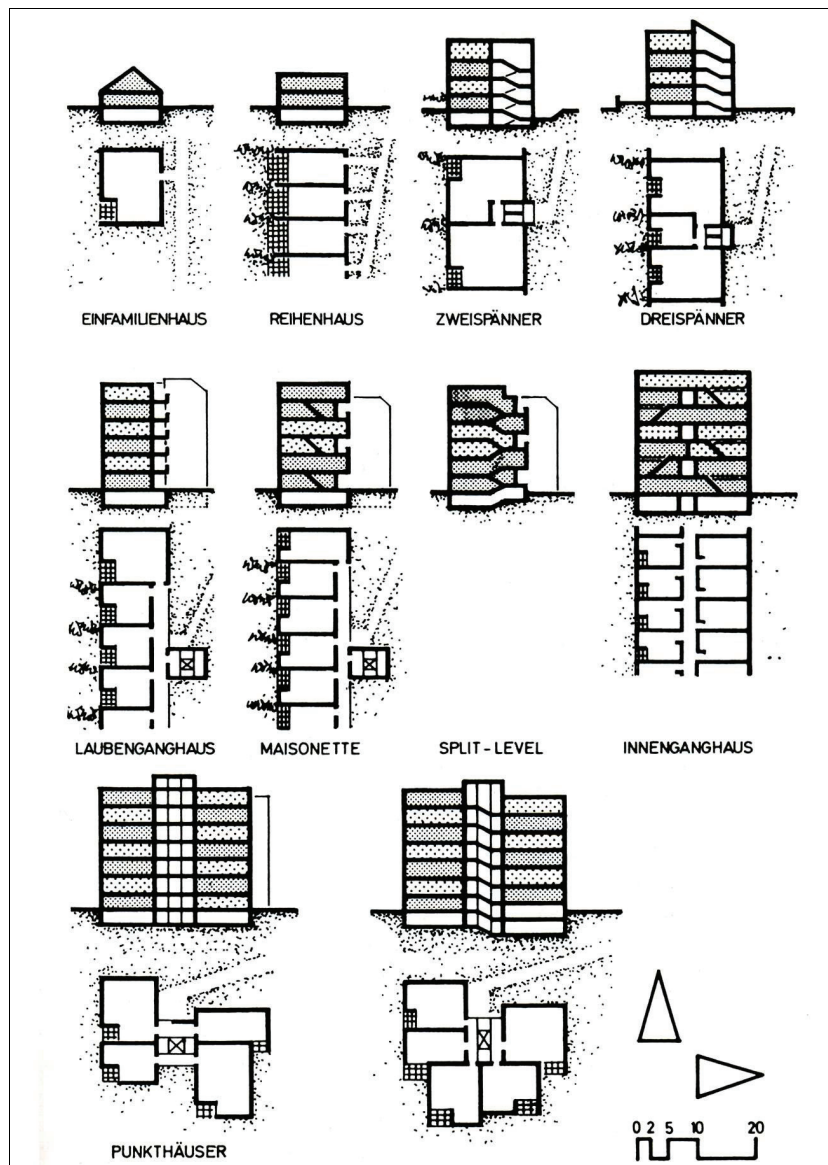 EINFAMILIENHAUS
REIHENHAUS
ZWEISPÄNNER
DREISPÄNNER
LAUBENGANGHAUS
MAISONETTE
SPLIT-LEVEL
INNENGANGHAUS
PUNKTHÄUSER
0 2 5 10 20